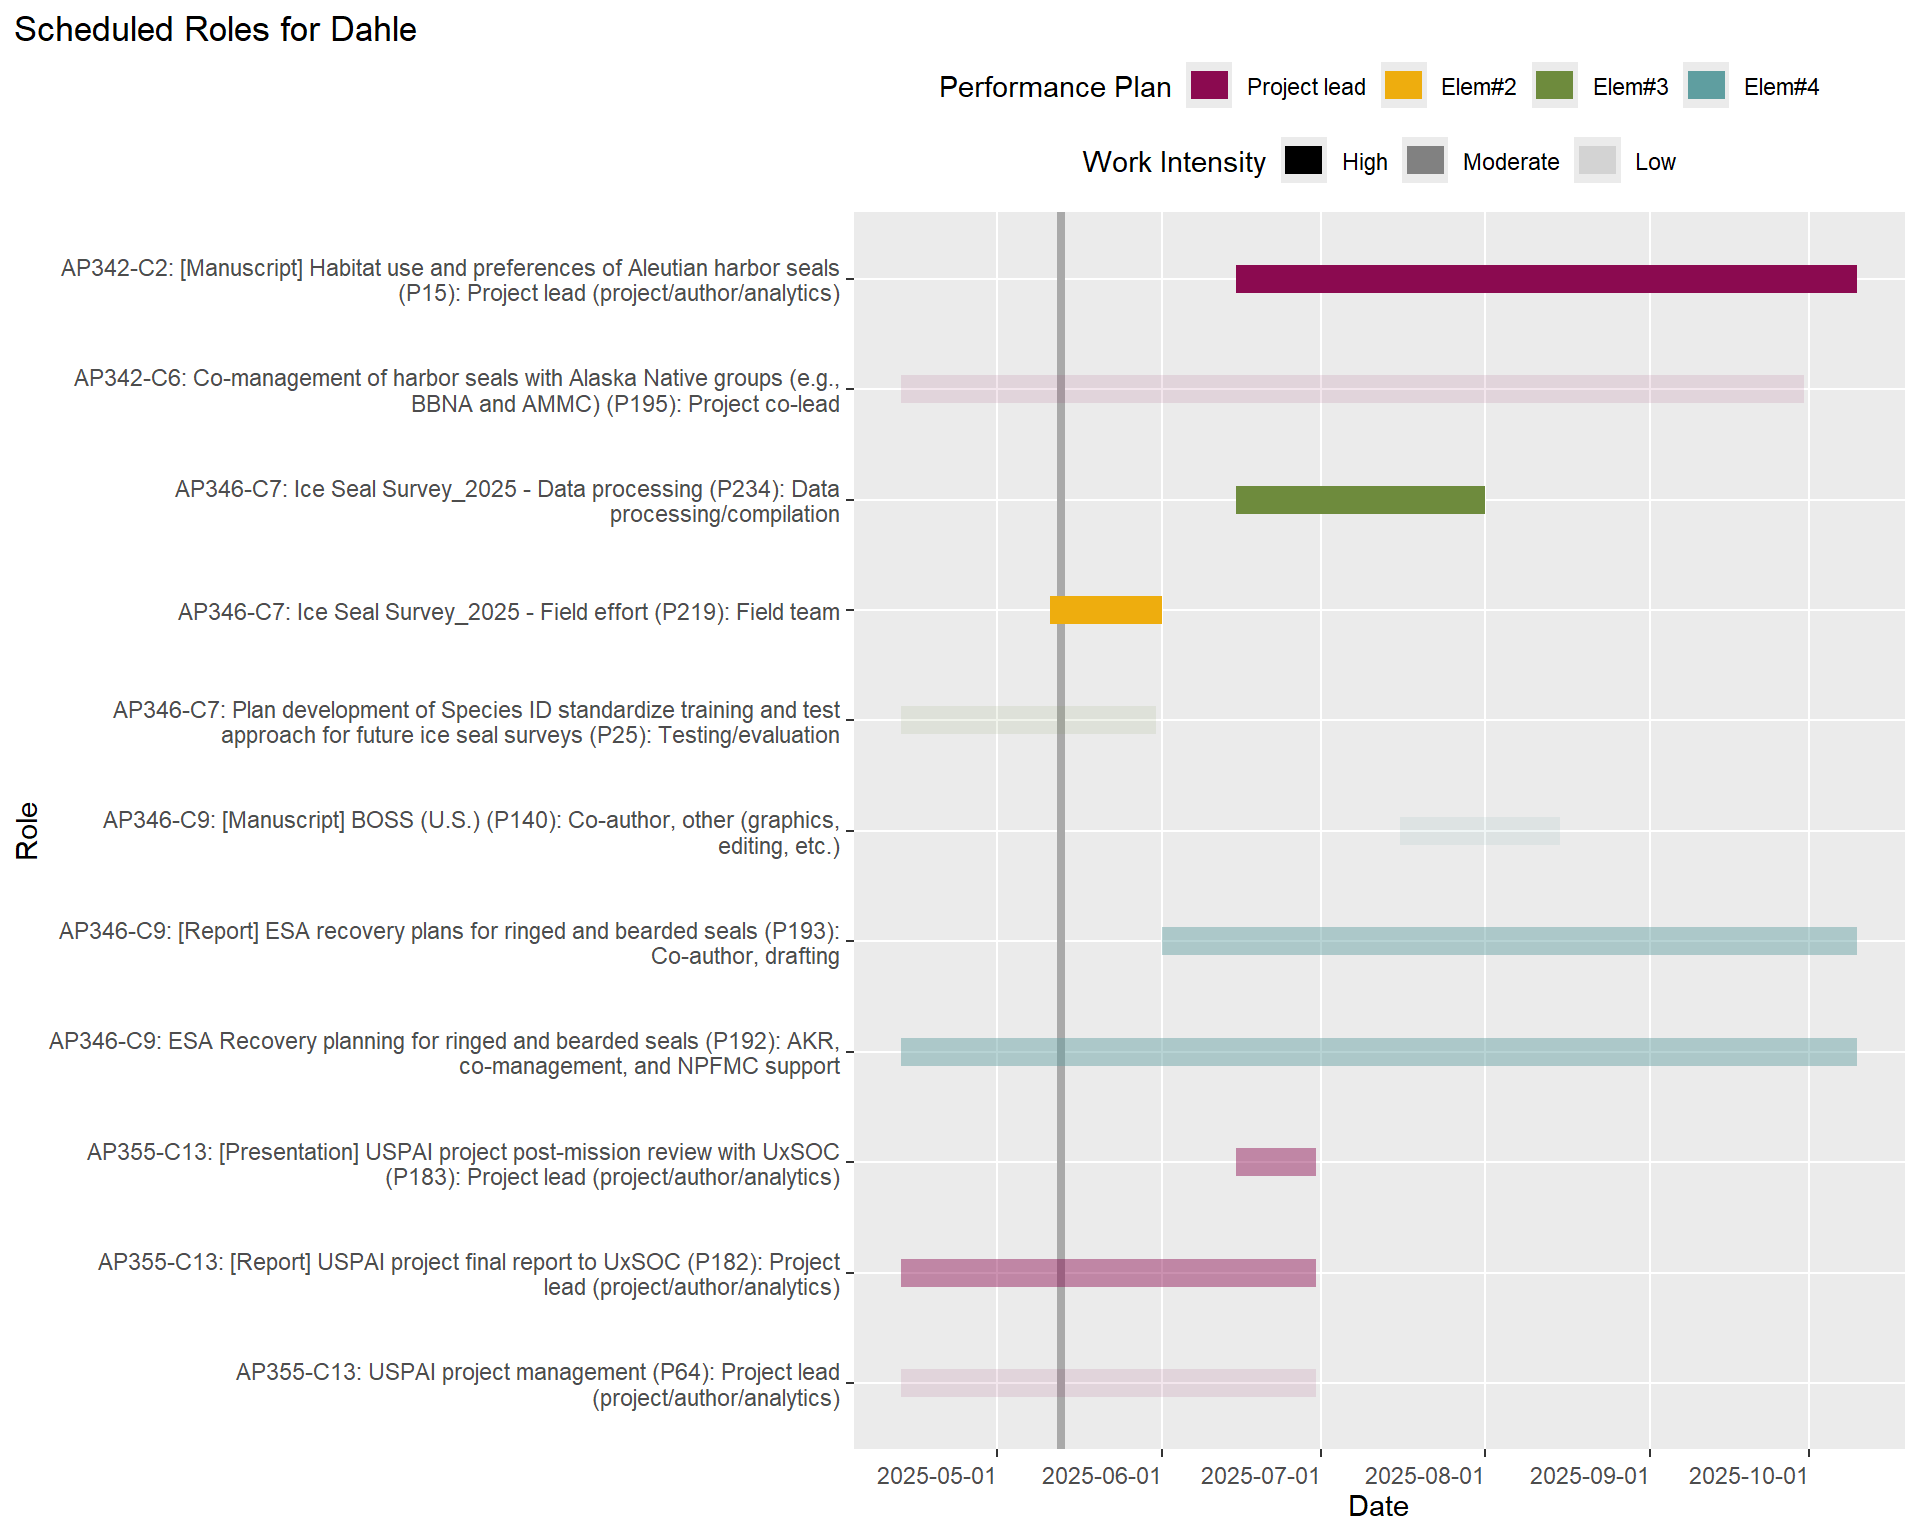 Scheduled Roles for Dahle
Performance Plan Project lead Elem#2 Elem#3 Elem#4
Work Intensity High Moderate Low
AP342-C2: [Manuscript] Habitat use and preferences of Aleutian harbor seals
(P15): Project lead (project/author/analytics)
AP342-C6: Co-management of harbor seals with Alaska Native groups (e.g.,
BBNA and AMMC) (P195): Project co-lead
AP346-C7: Ice Seal Survey_2025 - Data processing (P234): Data
processing/compilation
AP346-C7: Ice Seal Survey_2025 - Field effort (P219): Field team
AP346-C7: Plan development of Species ID standardize training and test
approach for future ice seal surveys (P25): Testing/evaluation
Role
AP346-C9: [Manuscript] BOSS (U.S.) (P140): Co-author, other (graphics,
editing, etc.)
AP346-C9: [Report] ESA recovery plans for ringed and bearded seals (P193):
Co-author, drafting
AP346-C9: ESA Recovery planning for ringed and bearded seals (P192): AKR,
co-management, and NPFMC support
AP355-C13: [Presentation] USPAI project post-mission review with UxSOC
(P183): Project lead (project/author/analytics)
AP355-C13: [Report] USPAI project final report to UxSOC (P182): Project
lead (project/author/analytics)
AP355-C13: USPAI project management (P64): Project lead
(project/author/analytics)
2025-05-01 2025-06-01 2025-07-01 2025-08-01 2025-09-01 2025-10-01
Date